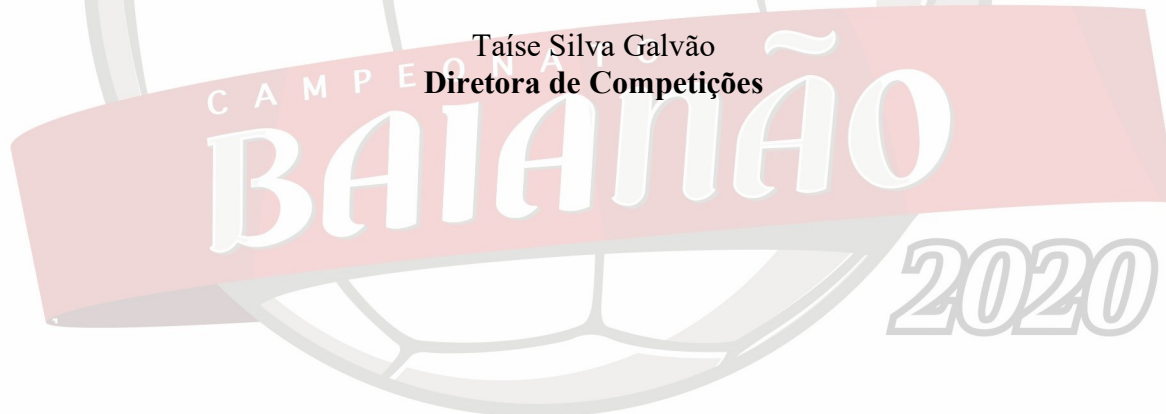 Taíse Silva Galvão
Diretora de Competições
CAMPEONATO
BAIANÃO
2020